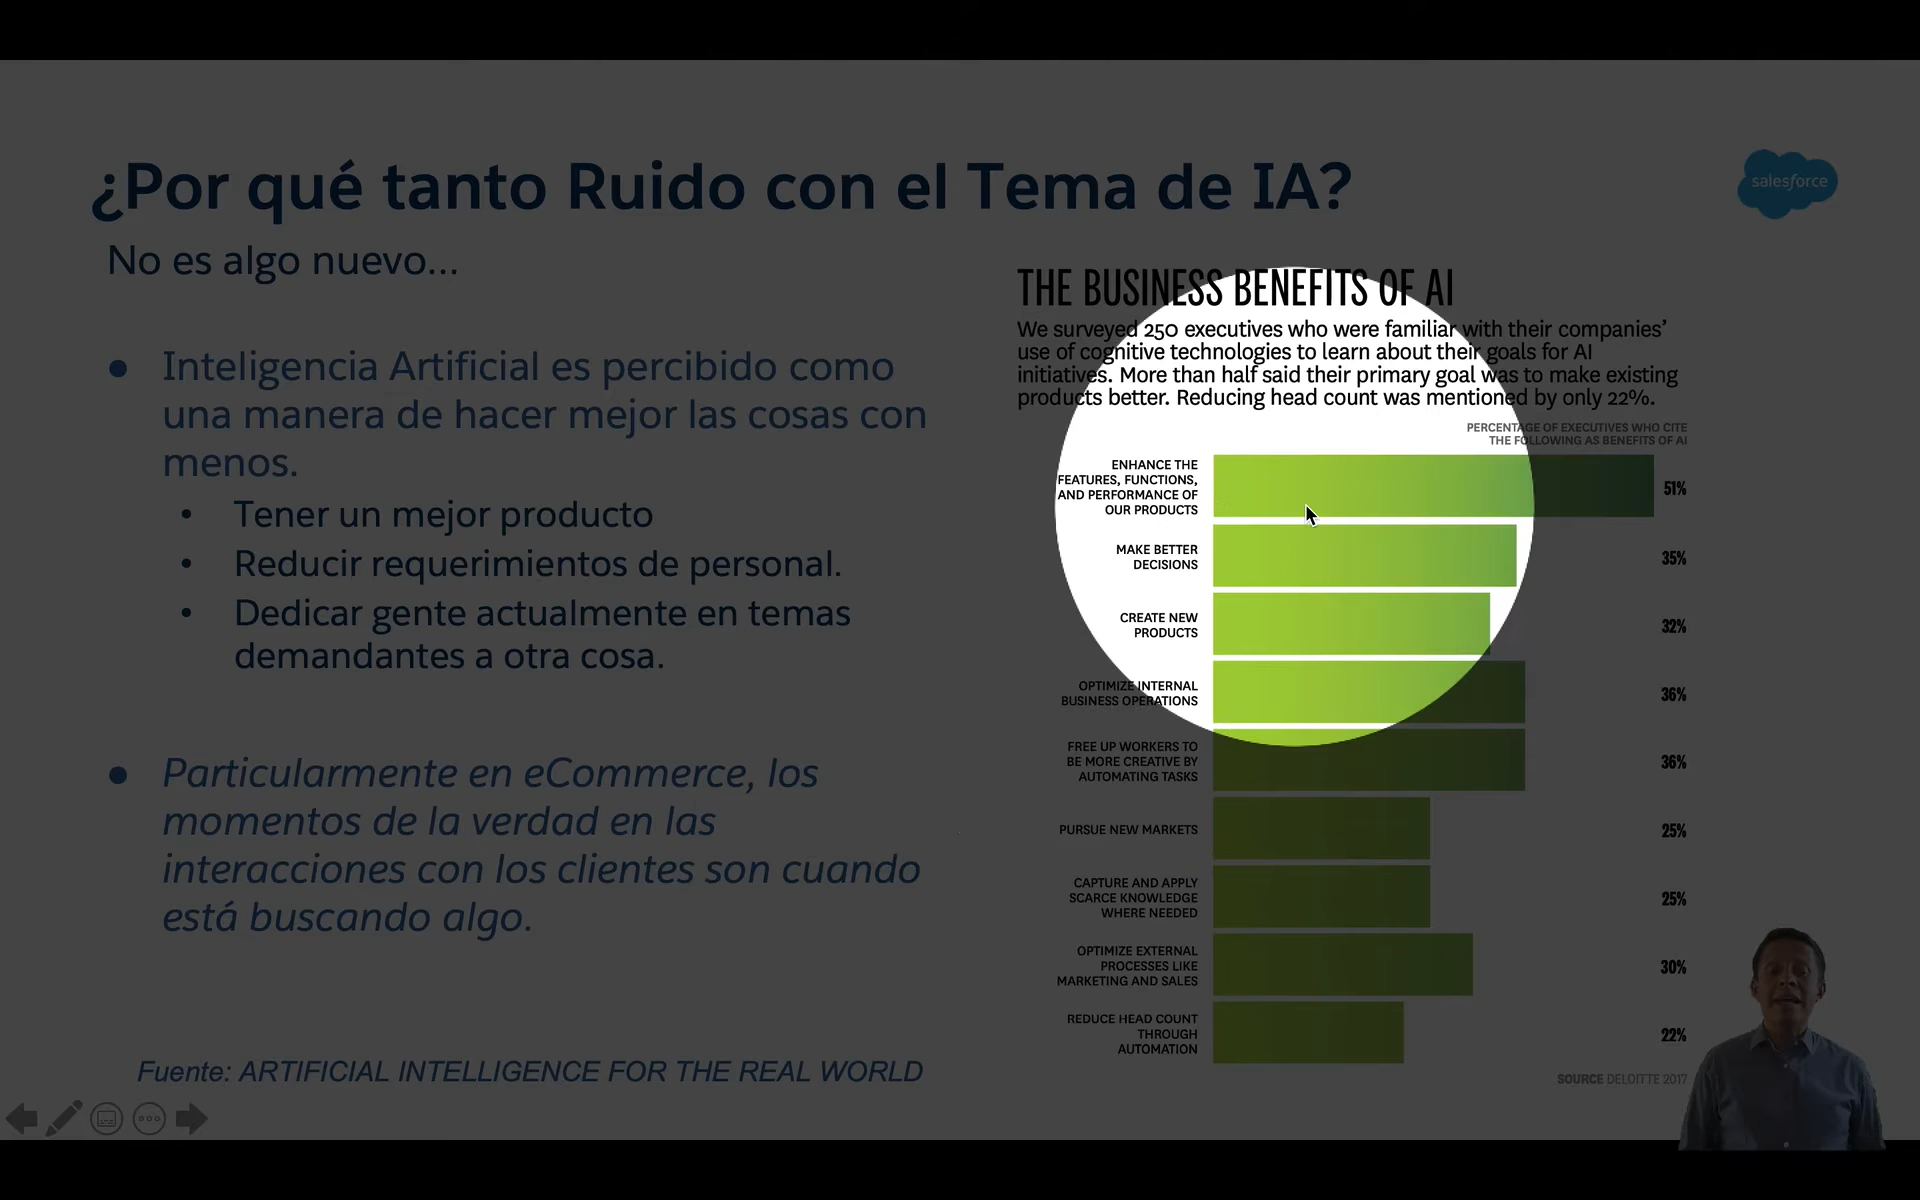 ¿Por qué tanto Ruido con el Tema de IA?
salesforce
No es algo nuevo...
● Inteligencia Artificial es percibido como
una manera de hacer mejor las cosas con
menos.
• Tener un mejor producto
• Reducir requerimientos de personal.
• Dedicar gente actualmente en temas
demandantes a otra cosa.
● Particularmente en eCommerce, los
momentos de la verdad en las
interacciones con los clientes son cuando
está buscando algo.
Fuente: ARTIFICIAL INTELLIGENCE FOR THE REAL WORLD
THE BUSINESS BENEFITS OF AI
We surveyed 250 executives who were familiar with their companies’
use of cognitive technologies to learn about their goals for AI
initiatives. More than half said their primary goal was to make existing
products better. Reducing head count was mentioned by only 22%.
PERCENTAGE OF EXECUTIVES WHO CITE
THE FOLLOWING AS BENEFITS OF AI
ENHANCE THE
FEATURES, FUNCTIONS,
AND PERFORMANCE OF
OUR PRODUCTS
51%
MAKE BETTER
DECISIONS
35%
CREATE NEW
PRODUCTS
32%
OPTIMIZE INTERNAL
BUSINESS OPERATIONS
36%
FREE UP WORKERS TO
BE MORE CREATIVE BY
AUTOMATING TASKS
36%
PURSUE NEW MARKETS
25%
CAPTURE AND APPLY
SCARCE KNOWLEDGE
WHERE NEEDED
25%
OPTIMIZE EXTERNAL
PROCESSES LIKE
MARKETING AND SALES
30%
REDUCE HEAD COUNT
THROUGH
AUTOMATION
22%
SOURCE DELOITTE 2017